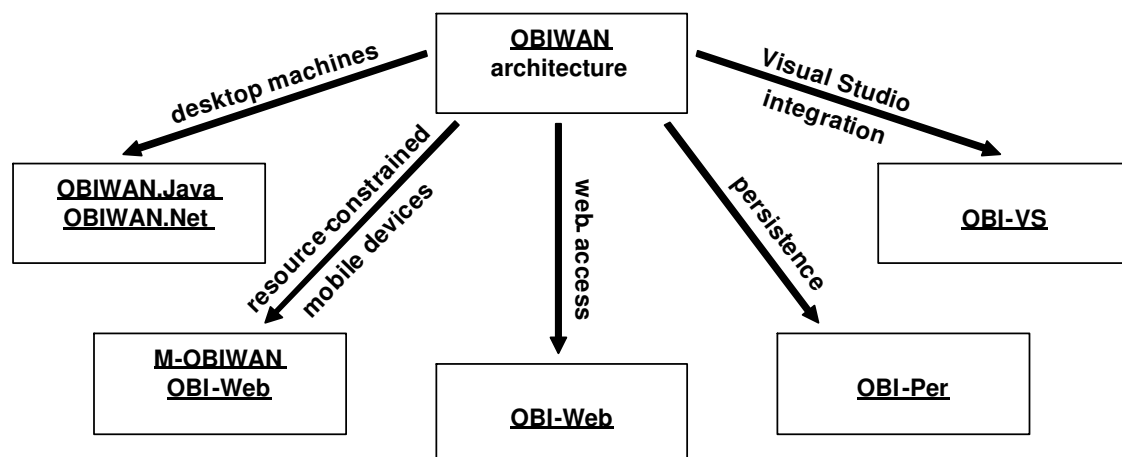 OBIWAN
architecture
desktop machines
Visual Studio
integration
resource-constrained
mobile devices
web access
persistence
OBIWAN.Java
OBIWAN.Net
OBI-VS
M-OBIWAN
OBI-Web
OBI-Web
OBI-Per